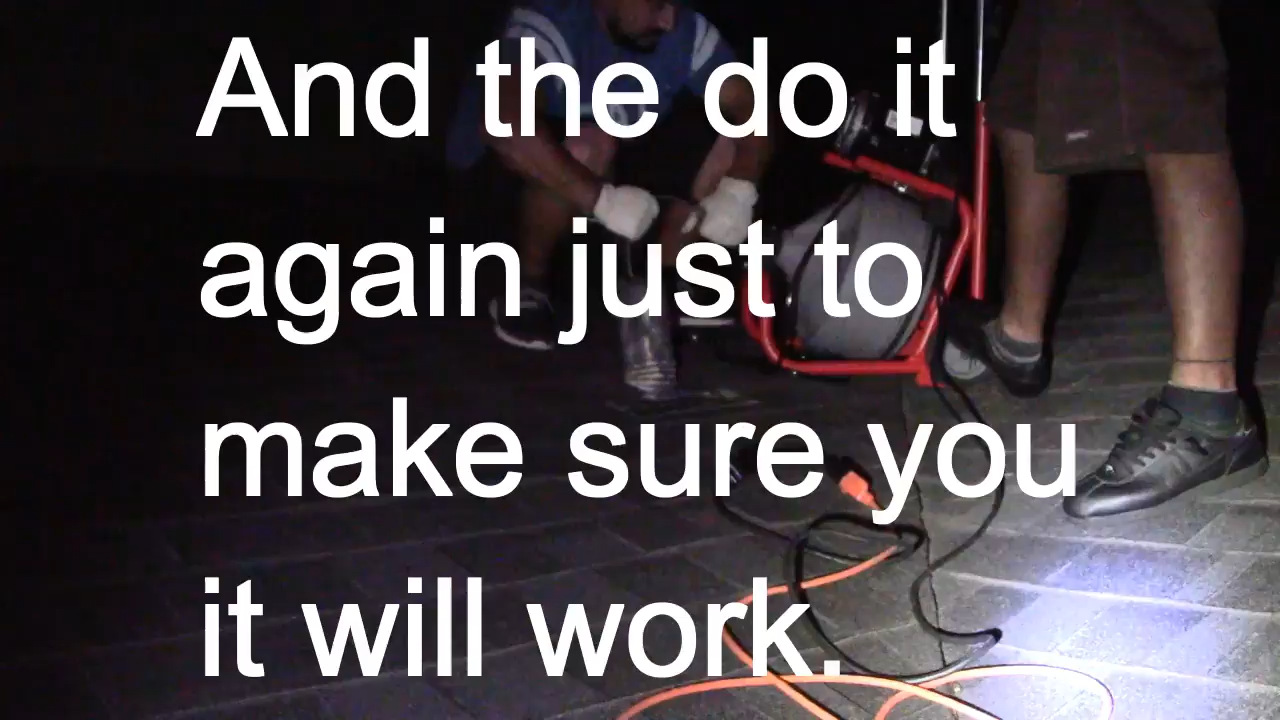 And the do it
again just to
make sure you
it will work.